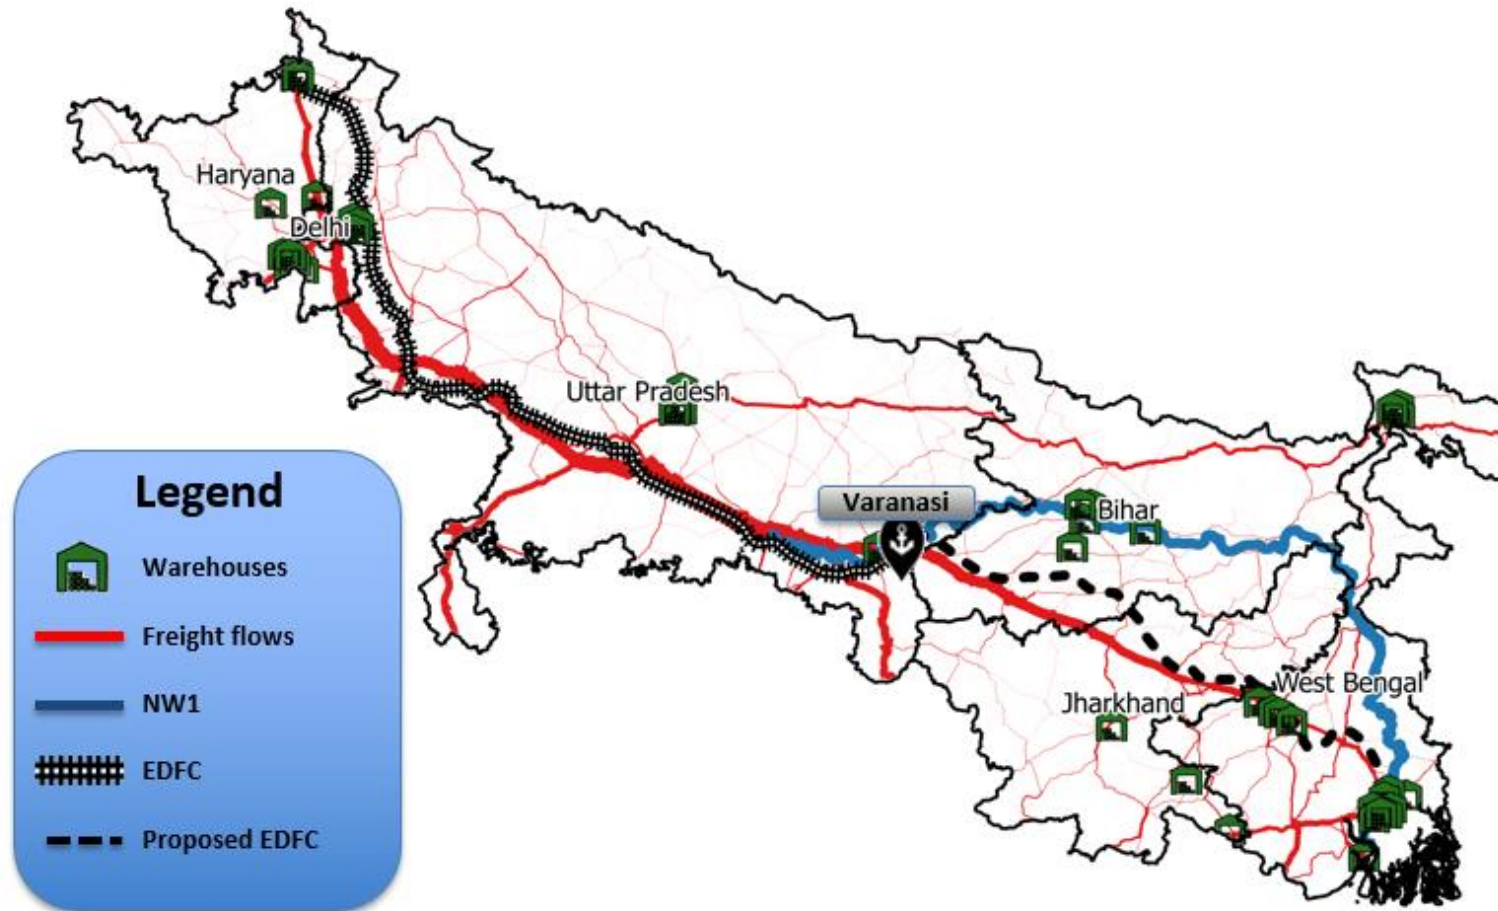 Haryana
Delhi
Uttar Pradesh
Varanasi
Bihar
West Bengal
Jharkhand
Legend
Warehouses
Freight flows
NW1
EDFC
Proposed EDFC